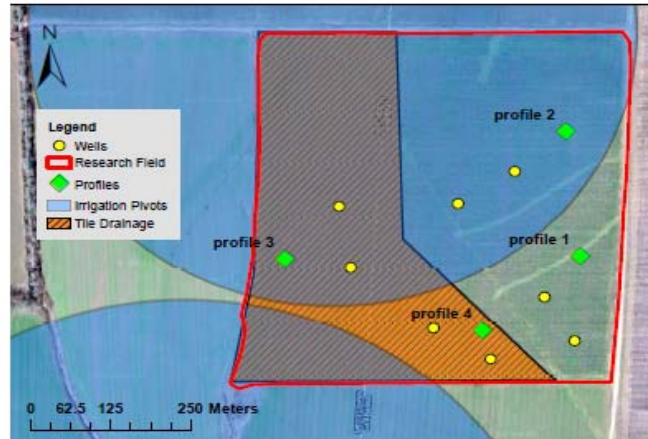 N
Legend
Wells
Research Field
Profiles
Irrigation Pivots
Tile Drainage
profile 2
profile 1
profile 3
profile 4
0 62.5 125 250 Meters